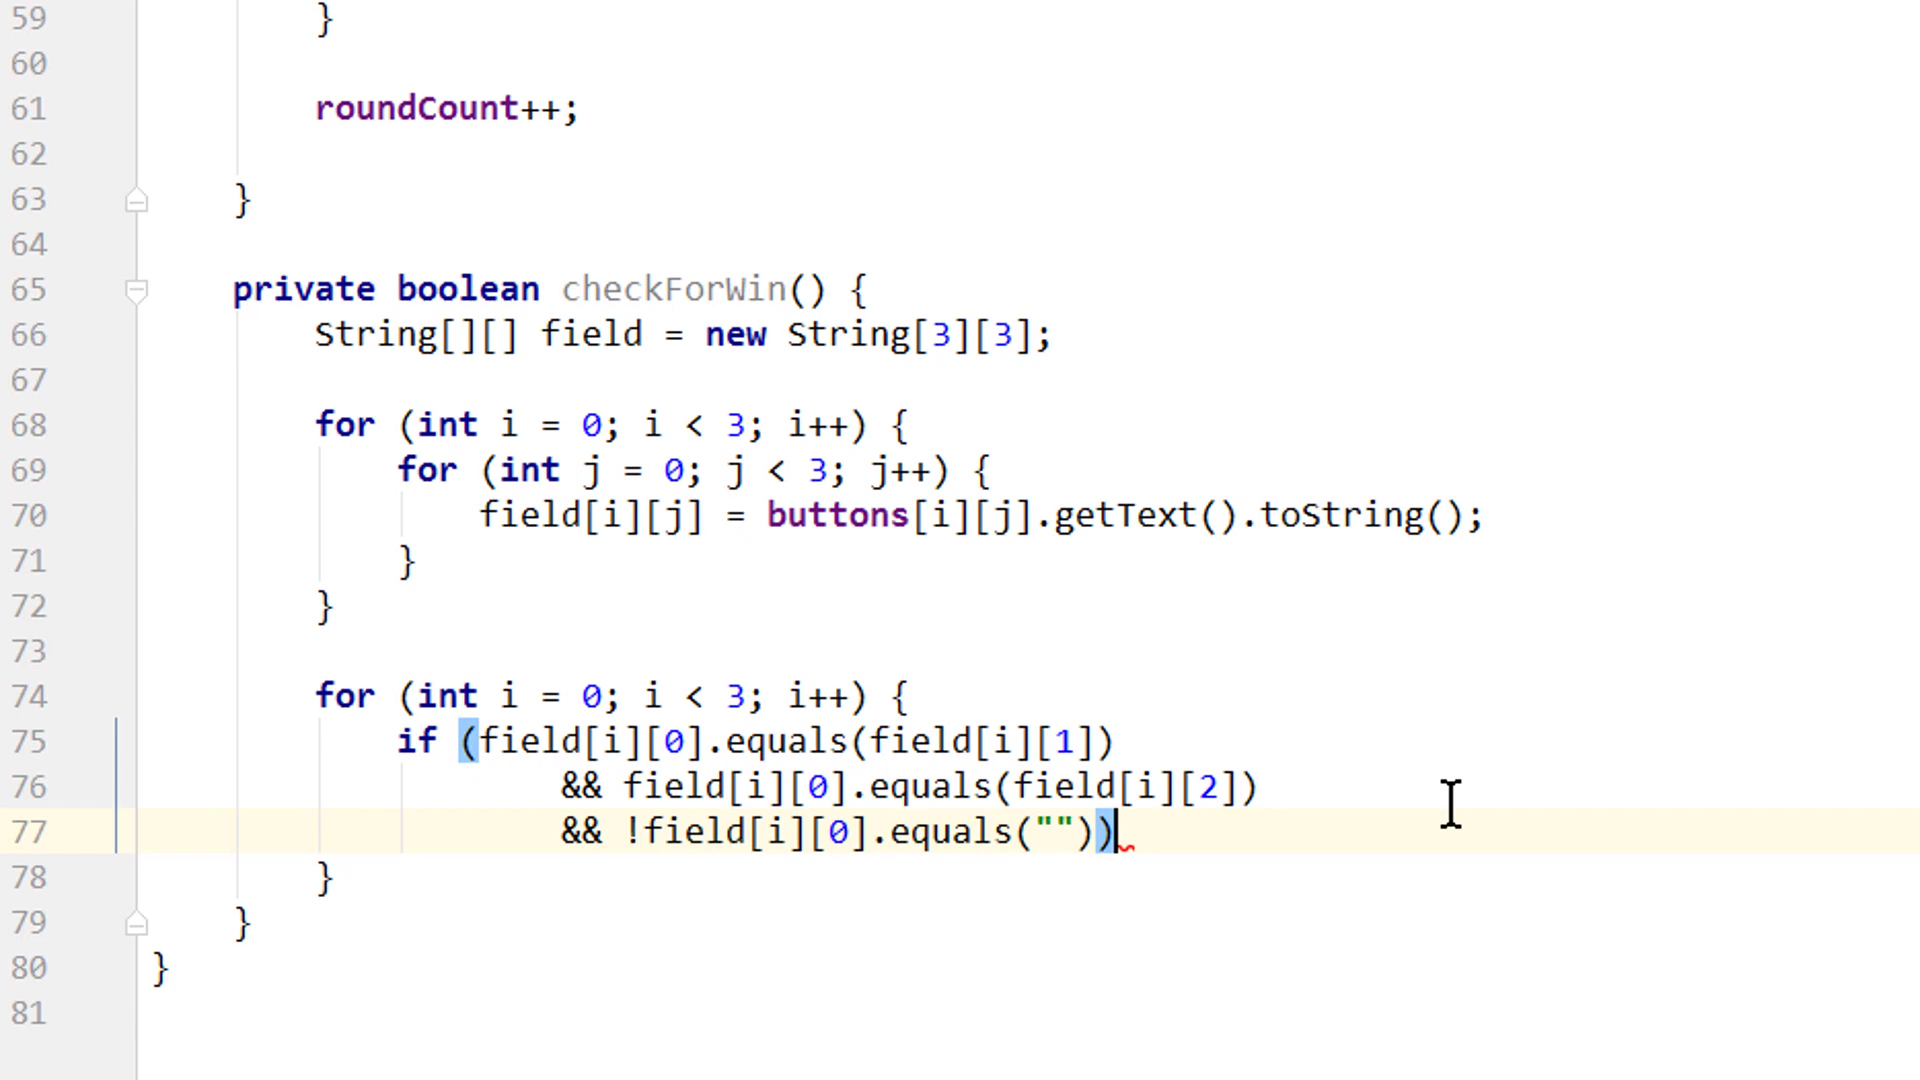 59 }
60
61 roundCount++;
62
63 }
64
65 private boolean checkForWin() {
66 String[][] field = new String[3][3];
67
68 for (int i = 0; i < 3; i++) {
69 for (int j = 0; j < 3; j++) {
70 field[i][j] = buttons[i][j].getText().toString();
71 }
72 }
73
74 for (int i = 0; i < 3; i++) {
75 if (field[i][0].equals(field[i][1])
76 && field[i][0].equals(field[i][2])
77 && !field[i][0].equals(""))
78 }
79 }
80 }
81